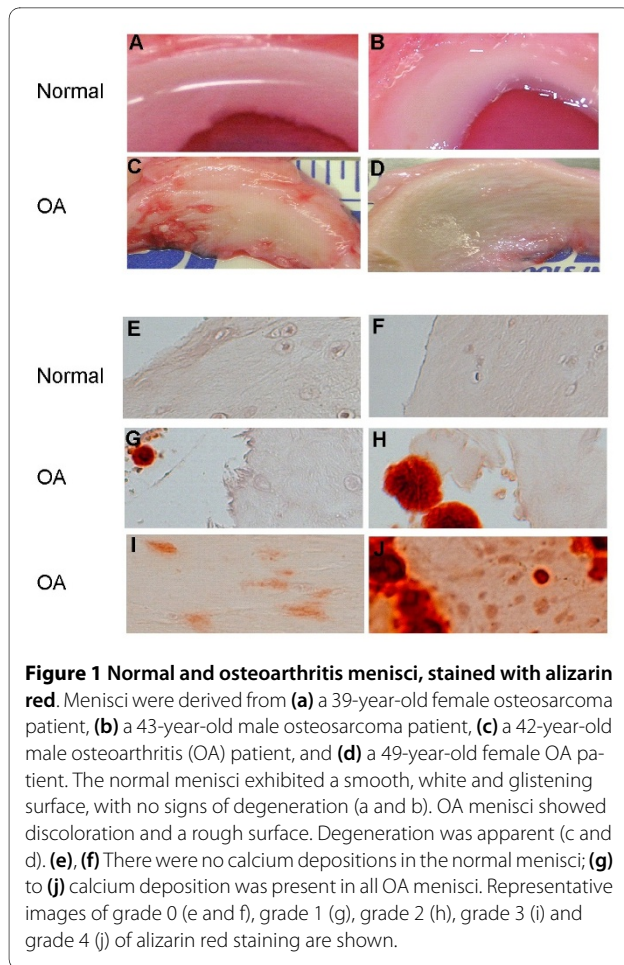 A
B
Normal
C
D
OA
OOLS IN
E
F
Normal
G
H
OA
I
J
OA
Figure 1 Normal and osteoarthritis menisci, stained with alizarin
red. Menisci were derived from (a) a 39-year-old female osteosarcoma
patient, (b) a 43-year-old male osteosarcoma patient, (c) a 42-year-old
male osteoarthritis (OA) patient, and (d) a 49-year-old female OA pa-
tient. The normal menisci exhibited a smooth, white and glistening
surface, with no signs of degeneration (a and b). OA menisci showed
discoloration and a rough surface. Degeneration was apparent (c and
d). (e), (f) There were no calcium depositions in the normal menisci; (g)
to (j) calcium deposition was present in all OA menisci. Representative
images of grade 0 (e and f), grade 1 (g), grade 2 (h), grade 3 (i) and
grade 4 (j) of alizarin red staining are shown.